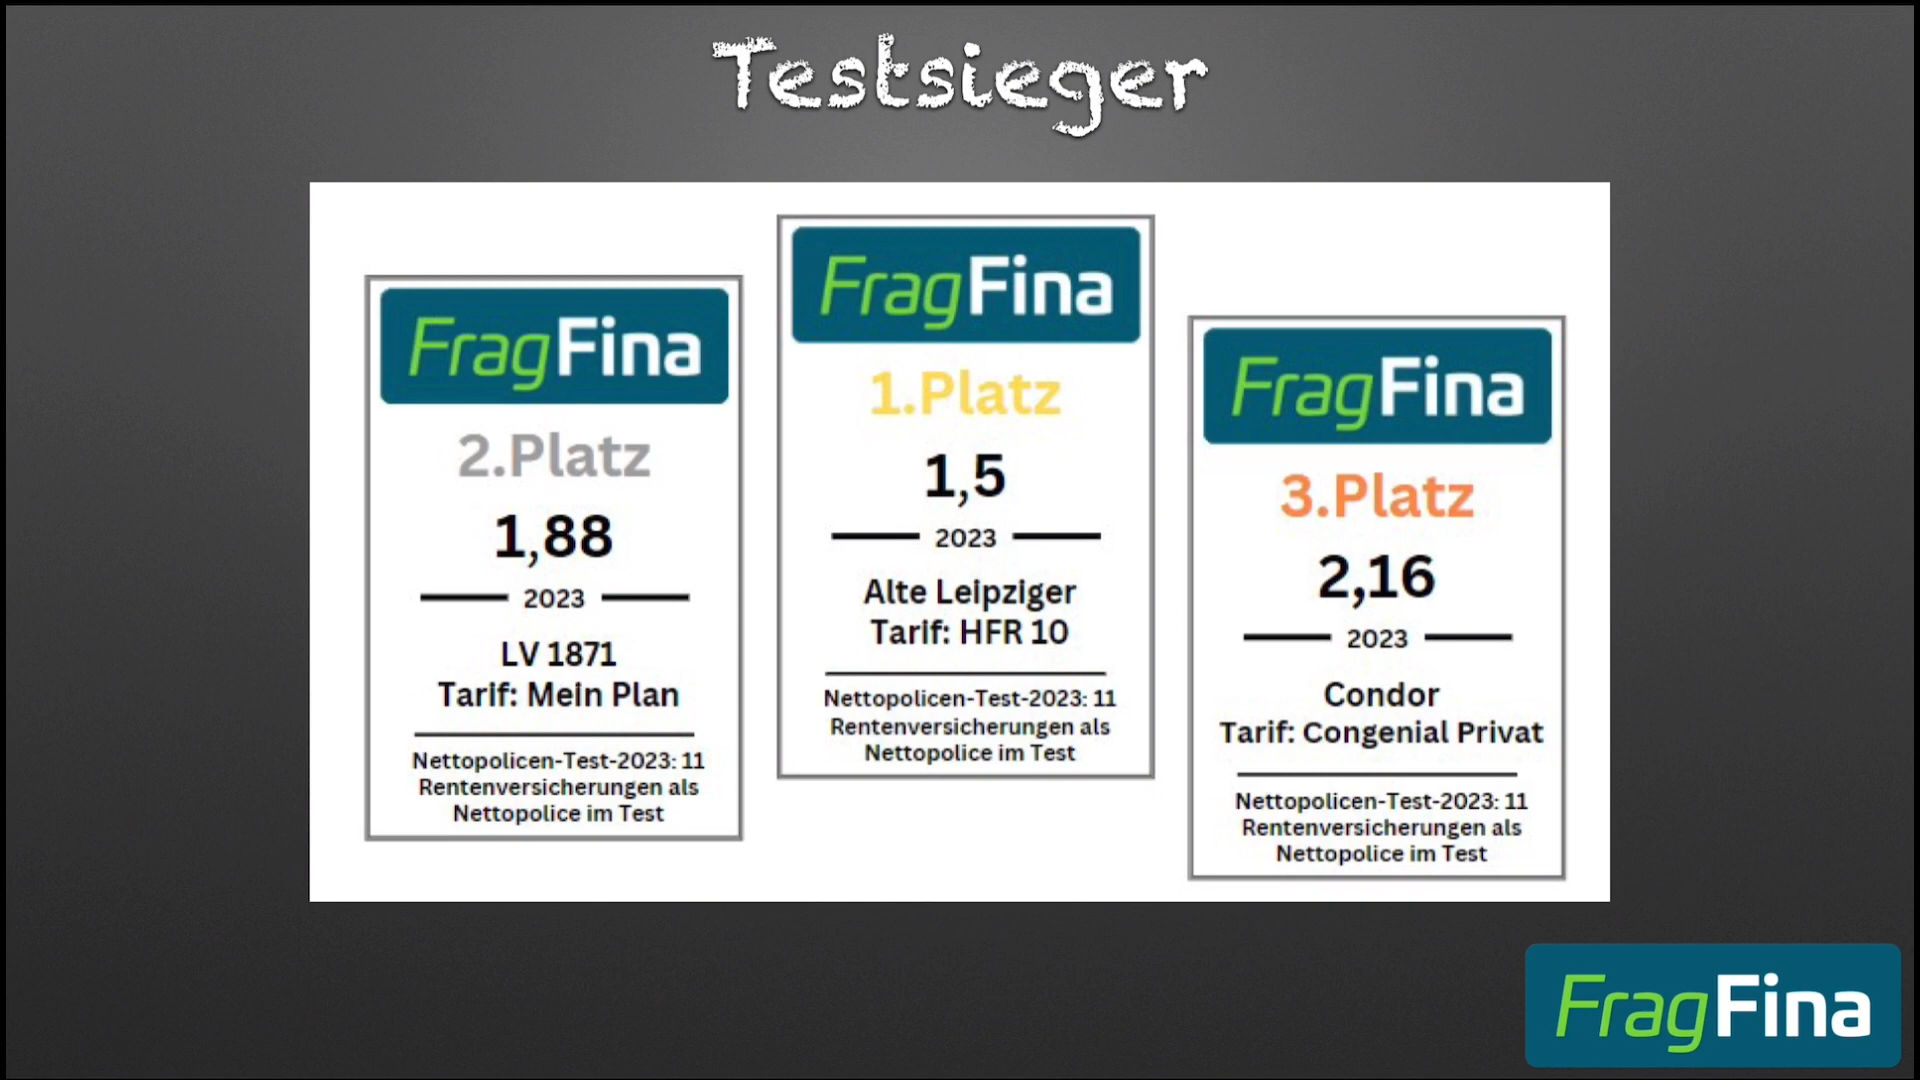 Testsieger
FragFina
2.Platz
1,88
2023
LV 1871
Tarif: Mein Plan
Nettopolicen-Test-2023: 11
Rentenversicherungen als
Nettopolice im Test
FragFina
1.Platz
1,5
2023
Alte Leipziger
Tarif: HFR 10
Nettopolicen-Test-2023: 11
Rentenversicherungen als
Nettopolice im Test
FragFina
3.Platz
2,16
2023
Condor
Tarif: Congenial Privat
Nettopolicen-Test-2023: 11
Rentenversicherungen als
Nettopolice im Test
FragFina